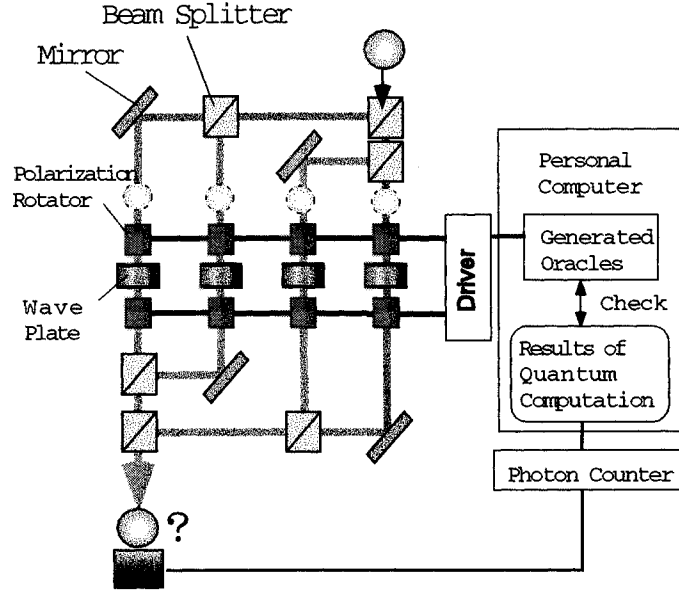 Beam Splitter
Mirror
Polarization
Rotator
Wave
Plate
Driver
Personal
Computer
Generated
Oracles
Check
Results of
Quantum
Computation
Photon Counter
?